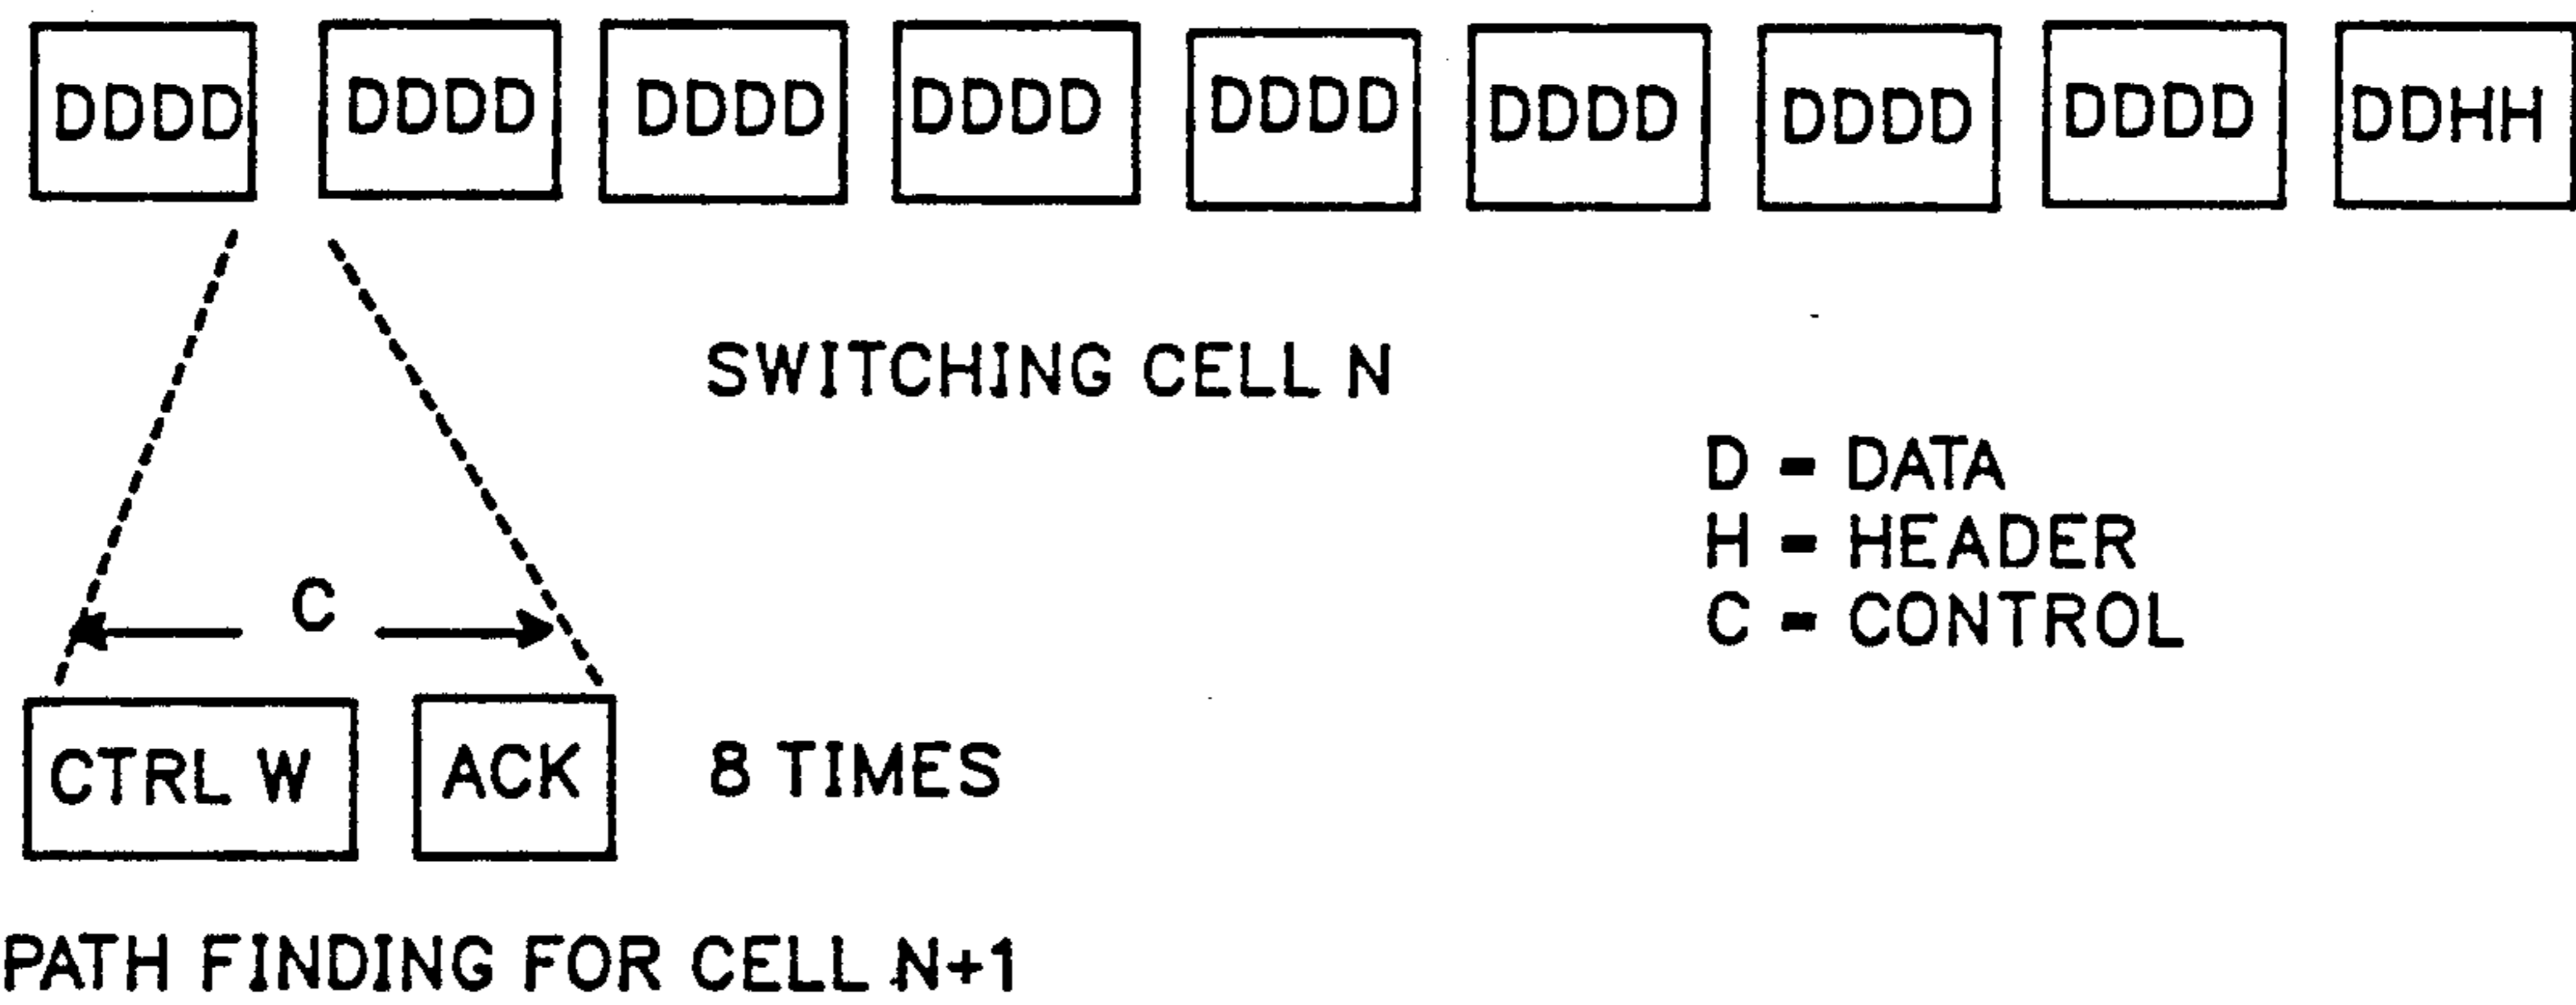 DDDD DDDD DDDD DDDD DDDD DDDD DDDD DDDD DDHH
SWITCHING CELL N
D - DATA
H - HEADER
C - CONTROL
C
CTRL W ACK 8 TIMES
PATH FINDING FOR CELL N+1